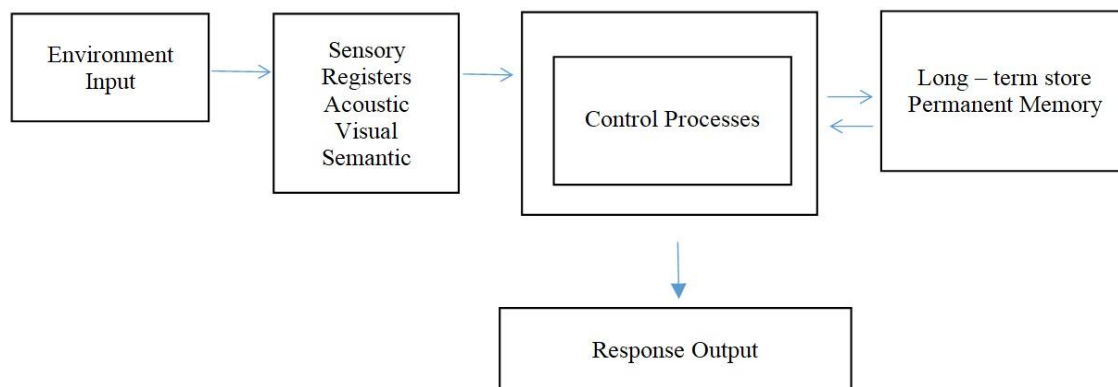 Environment
Input
Sensory
Registers
Acoustic
Visual
Semantic
Control Processes
Long – term store
Permanent Memory
Response Output